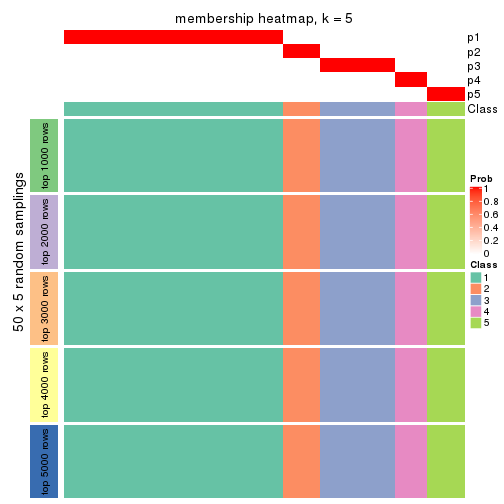 membership heatmap, k = 5
p1
p2
p3
p4
p5
Class
50 x 5 random samplings
top 1000 rows
top 2000 rows
top 3000 rows
top 4000 rows
top 5000 rows
Prob
1
0.8
0.6
0.4
0.2
0
Class
1
2
3
4
5